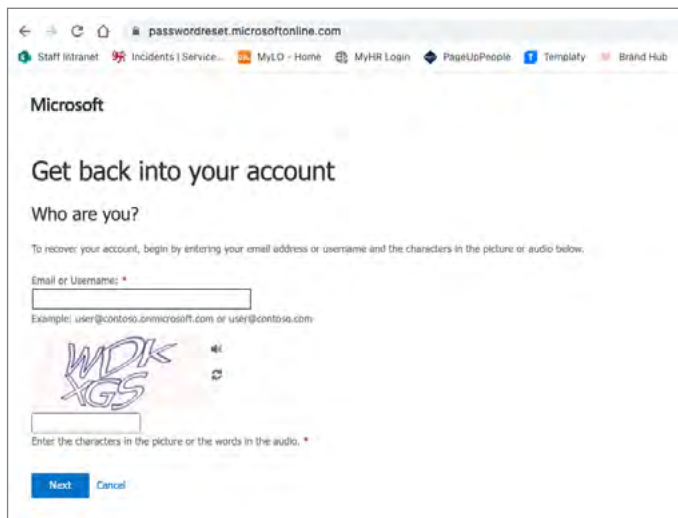 passwordreset.microsoftonline.com
Staff Intranet Incidents | Service... MyLO - Home MyHR Login PageUpPeople Templafy Brand Hub
Microsoft
Get back into your account
Who are you?
To recover your account, begin by entering your email address or username and the characters in the picture or audio below.
Email or Username: *
Example: user@contoso.onmicrosoft.com or user@contoso.com
WDK
XGS
Enter the characters in the picture or the words in the audio. *
Next Cancel